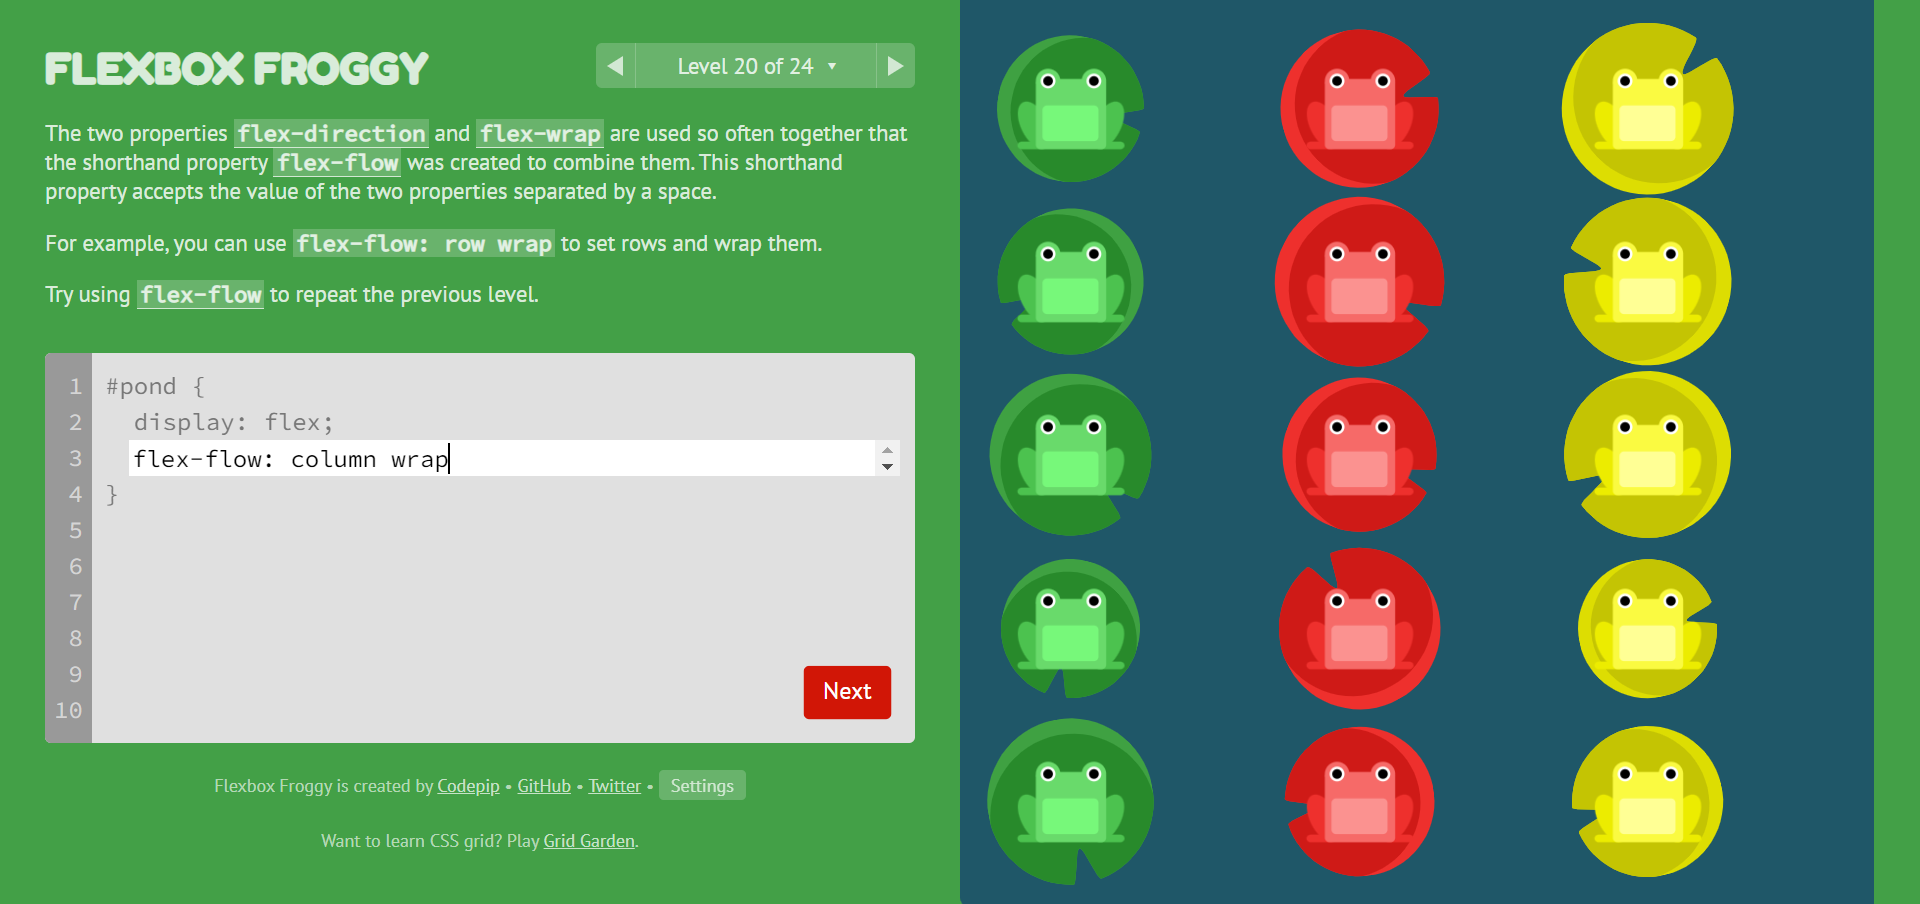 FLEXBOX FROGGY
Level 20 of 24
The two properties flex-direction and flex-wrap are used so often together that
the shorthand property flex-flow was created to combine them. This shorthand
property accepts the value of the two properties separated by a space.
For example, you can use flex-flow: row wrap to set rows and wrap them.
Try using flex-flow to repeat the previous level.
1 #pond {
2 display: flex;
3 flex-flow: column wrap
4 }
5
6
7
8
9
10
Next
Flexbox Froggy is created by Codepip • GitHub • Twitter • Settings
Want to learn CSS grid? Play Grid Garden.